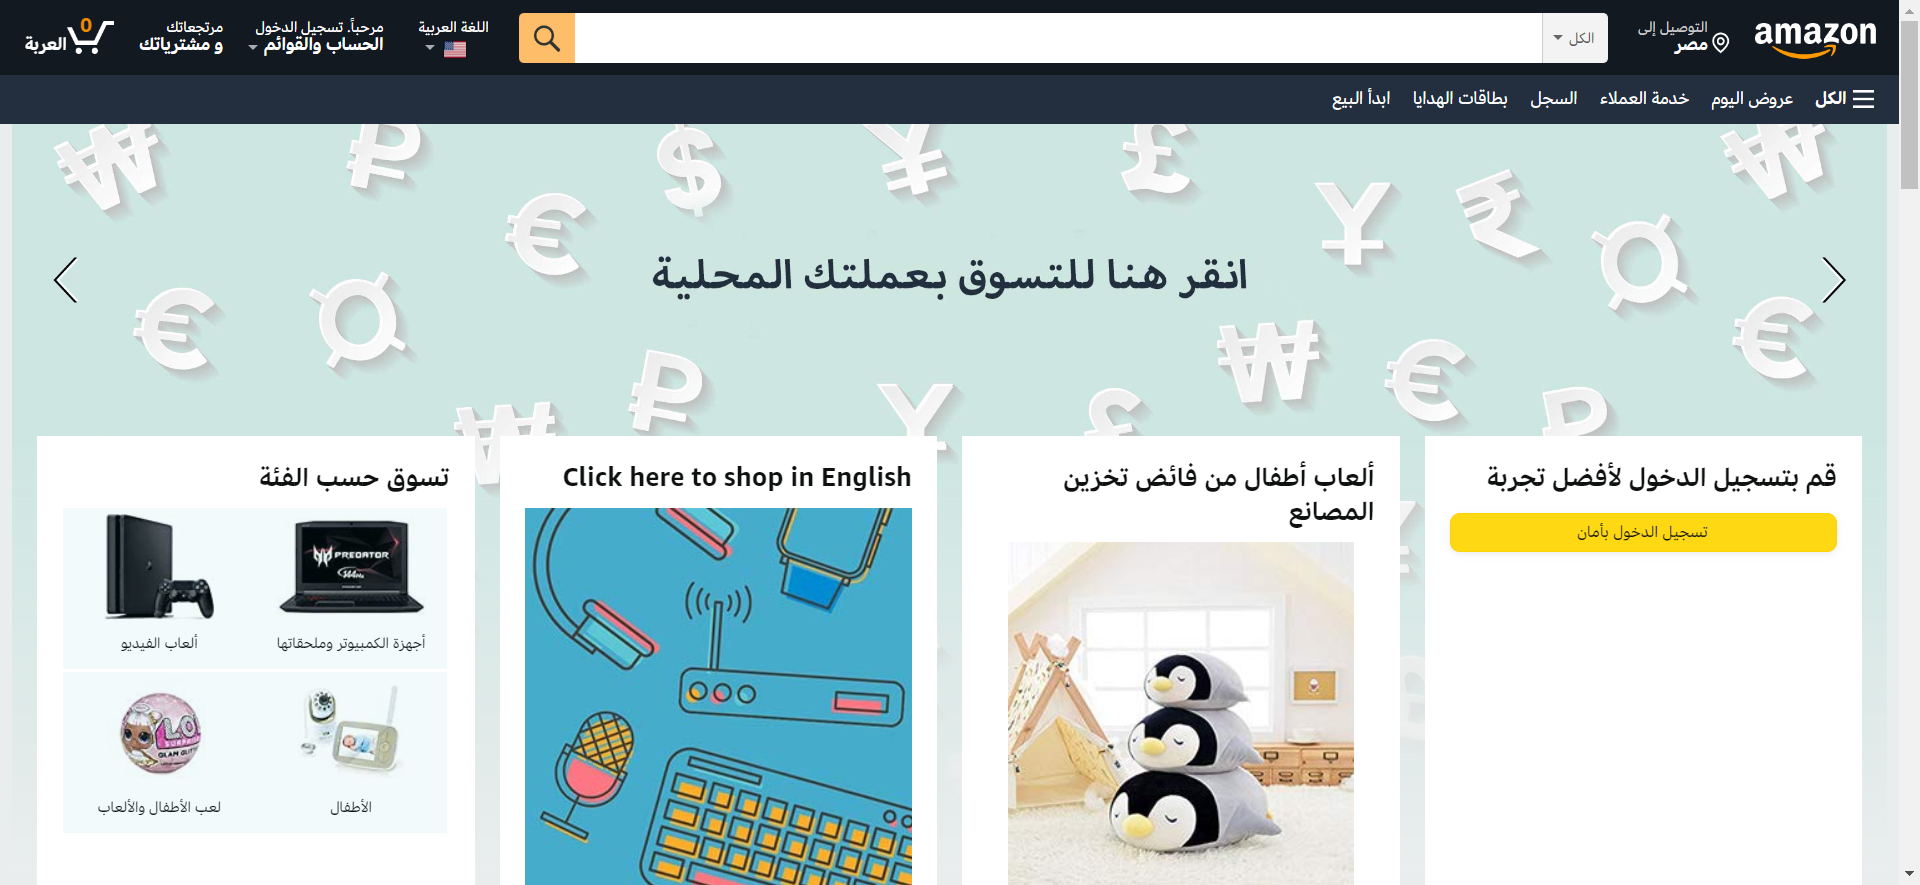 amazon
التوصيل إلى
مصر
الكل
اللغة العربية
مرحباً. تسجيل الدخول
الحساب والقوائم
مرتجعاتك
و مشترياتك
0
العربة
الكل
عروض اليوم
خدمة العملاء
السجل
بطاقات الهدايا
ابدأ البيع
انقر هنا للتسوق بعملتك المحلية
قم بتسجيل الدخول لأفضل تجربة
تسجيل الدخول بأمان
ألعاب أطفال من فائض تخزين
المصانع
Click here to shop in English
تسوق حسب الفئة
PREDATOR
144Hz
أجهزة الكمبيوتر وملحقاتها
ألعاب الفيديو
L.O.L
SURPRISE
الأطفال
لعب الأطفال والألعاب